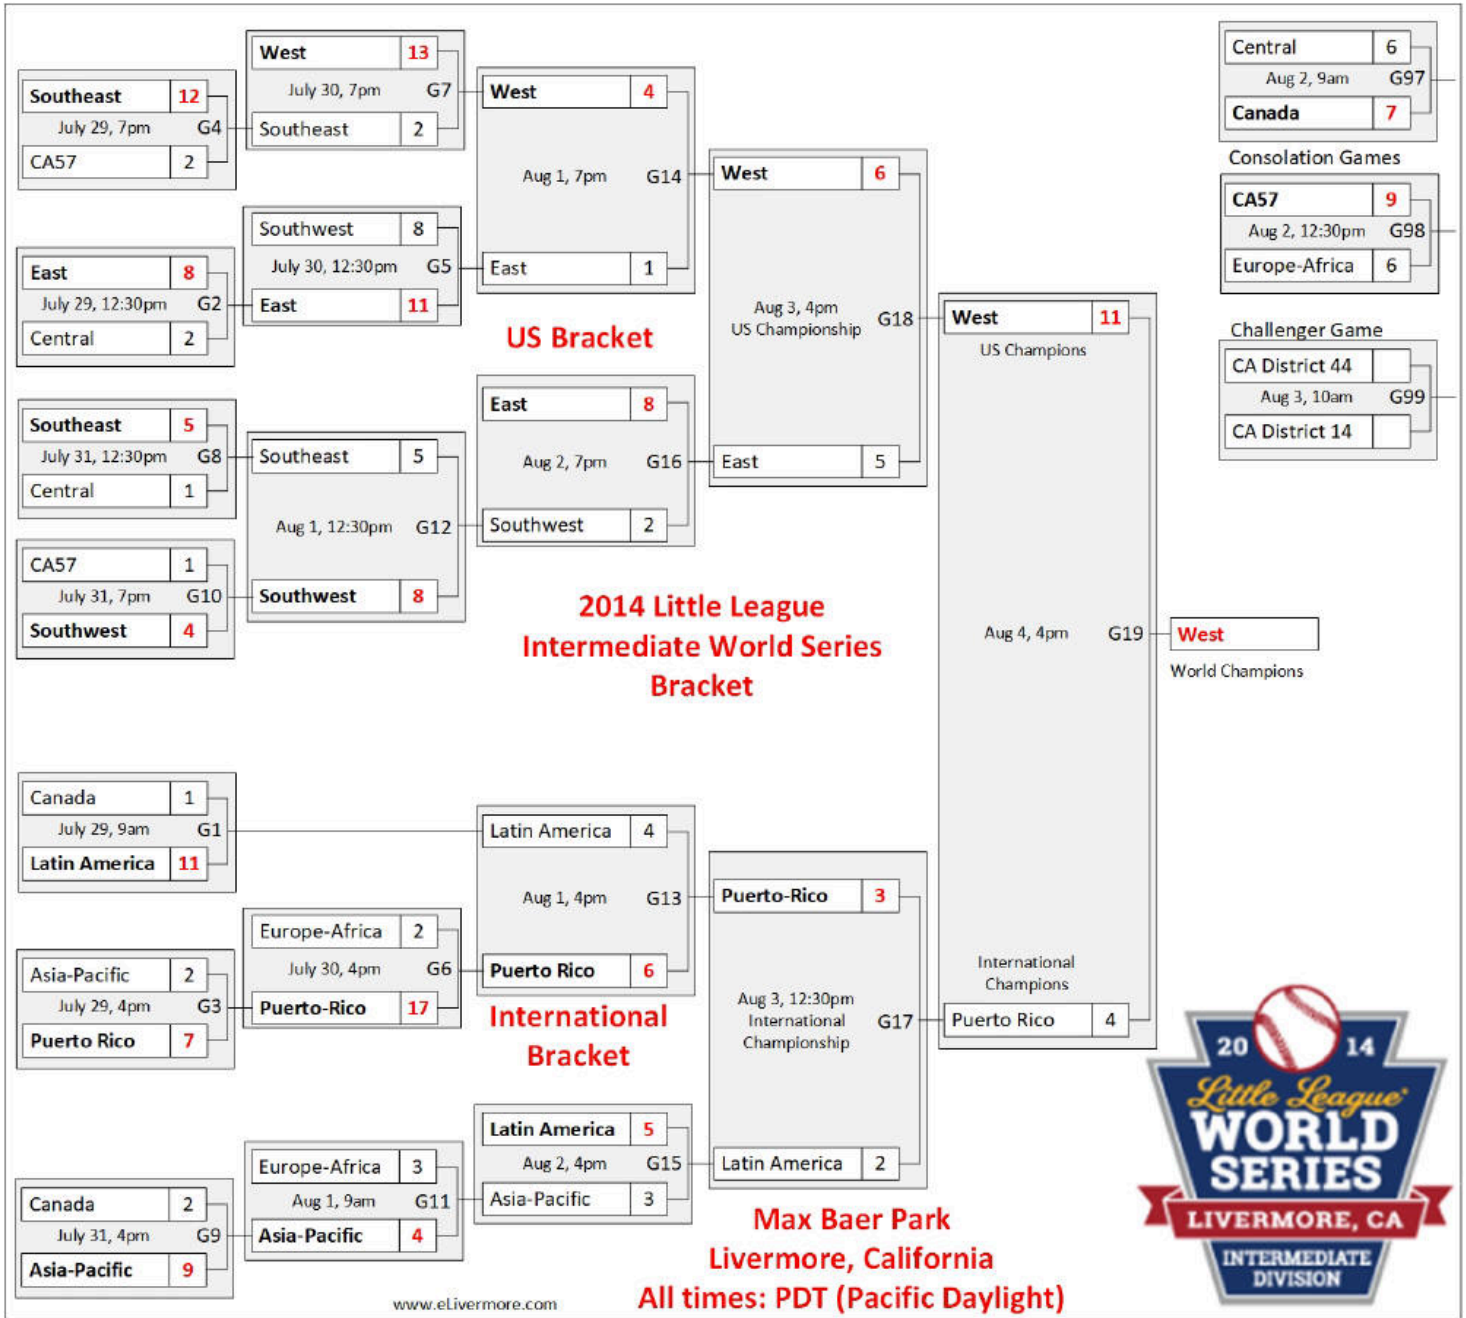 West 13
July 30, 7pm G7
Southeast 2
Southeast 12
July 29, 7pm G4
CA57 2
Southwest 8
July 30, 12:30pm G5
East 11
East 8
July 29, 12:30pm G2
Central 2
West 4
Aug 1, 7pm G14
East 1
US Bracket
Southeast 5
July 31, 12:30pm G8
Central 1
CA57 1
July 31, 7pm G10
Southwest 4
Southeast 5
Aug 1, 12:30pm G12
Southwest 8
East 8
Aug 2, 7pm G16
Southwest 2
West 6
Aug 3, 4pm
US Championship G18
East 5
West 11
US Champions
Aug 4, 4pm G19
International
Champions
Puerto Rico 4
West
World Champions
Central 6
Aug 2, 9am G97
Canada 7
Consolation Games
CA57 9
Aug 2, 12:30pm G98
Europe-Africa 6
Challenger Game
CA District 44
Aug 3, 10am G99
CA District 14
2014 Little League
Intermediate World Series
Bracket
Canada 1
July 29, 9am G1
Latin America 11
Asia-Pacific 2
July 29, 4pm G3
Puerto Rico 7
Europe-Africa 2
July 30, 4pm G6
Puerto-Rico 17
Latin America 4
Aug 1, 4pm G13
Puerto Rico 6
International
Bracket
Puerto-Rico 3
Aug 3, 12:30pm
International G17
Championship
Latin America 2
Canada 2
July 31, 4pm G9
Asia-Pacific 9
Europe-Africa 3
Aug 1, 9am G11
Asia-Pacific 4
Latin America 5
Aug 2, 4pm G15
Asia-Pacific 3
Max Baer Park
Livermore, California
All times: PDT (Pacific Daylight)
www.eLivermore.com
20 14
Little League®
WORLD
SERIES
LIVERMORE, CA
INTERMEDIATE
DIVISION